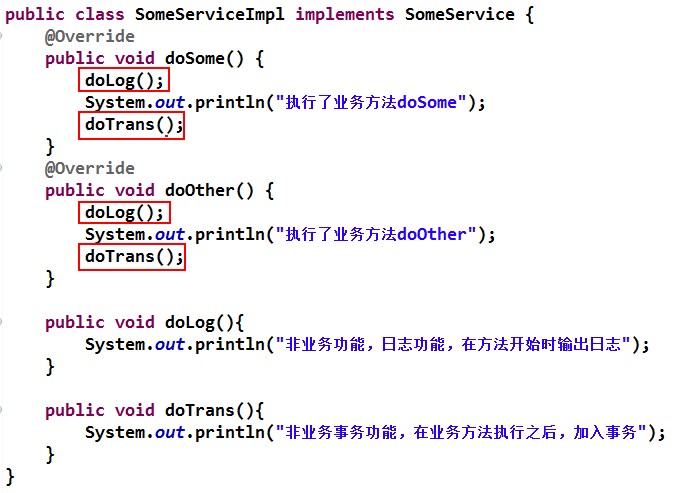 public class SomeServiceImpl implements SomeService {
@Override
public void doSome() {
doLog();
System.out.println("执行了业务方法doSome");
doTrans();
}
@Override
public void doOther() {
doLog();
System.out.println("执行了业务方法doOther");
doTrans();
}
public void doLog(){
System.out.println("非业务功能，日志功能，在方法开始时输出日志");
}
public void doTrans(){
System.out.println("非业务事务功能，在业务方法执行之后，加入事务");
}
}